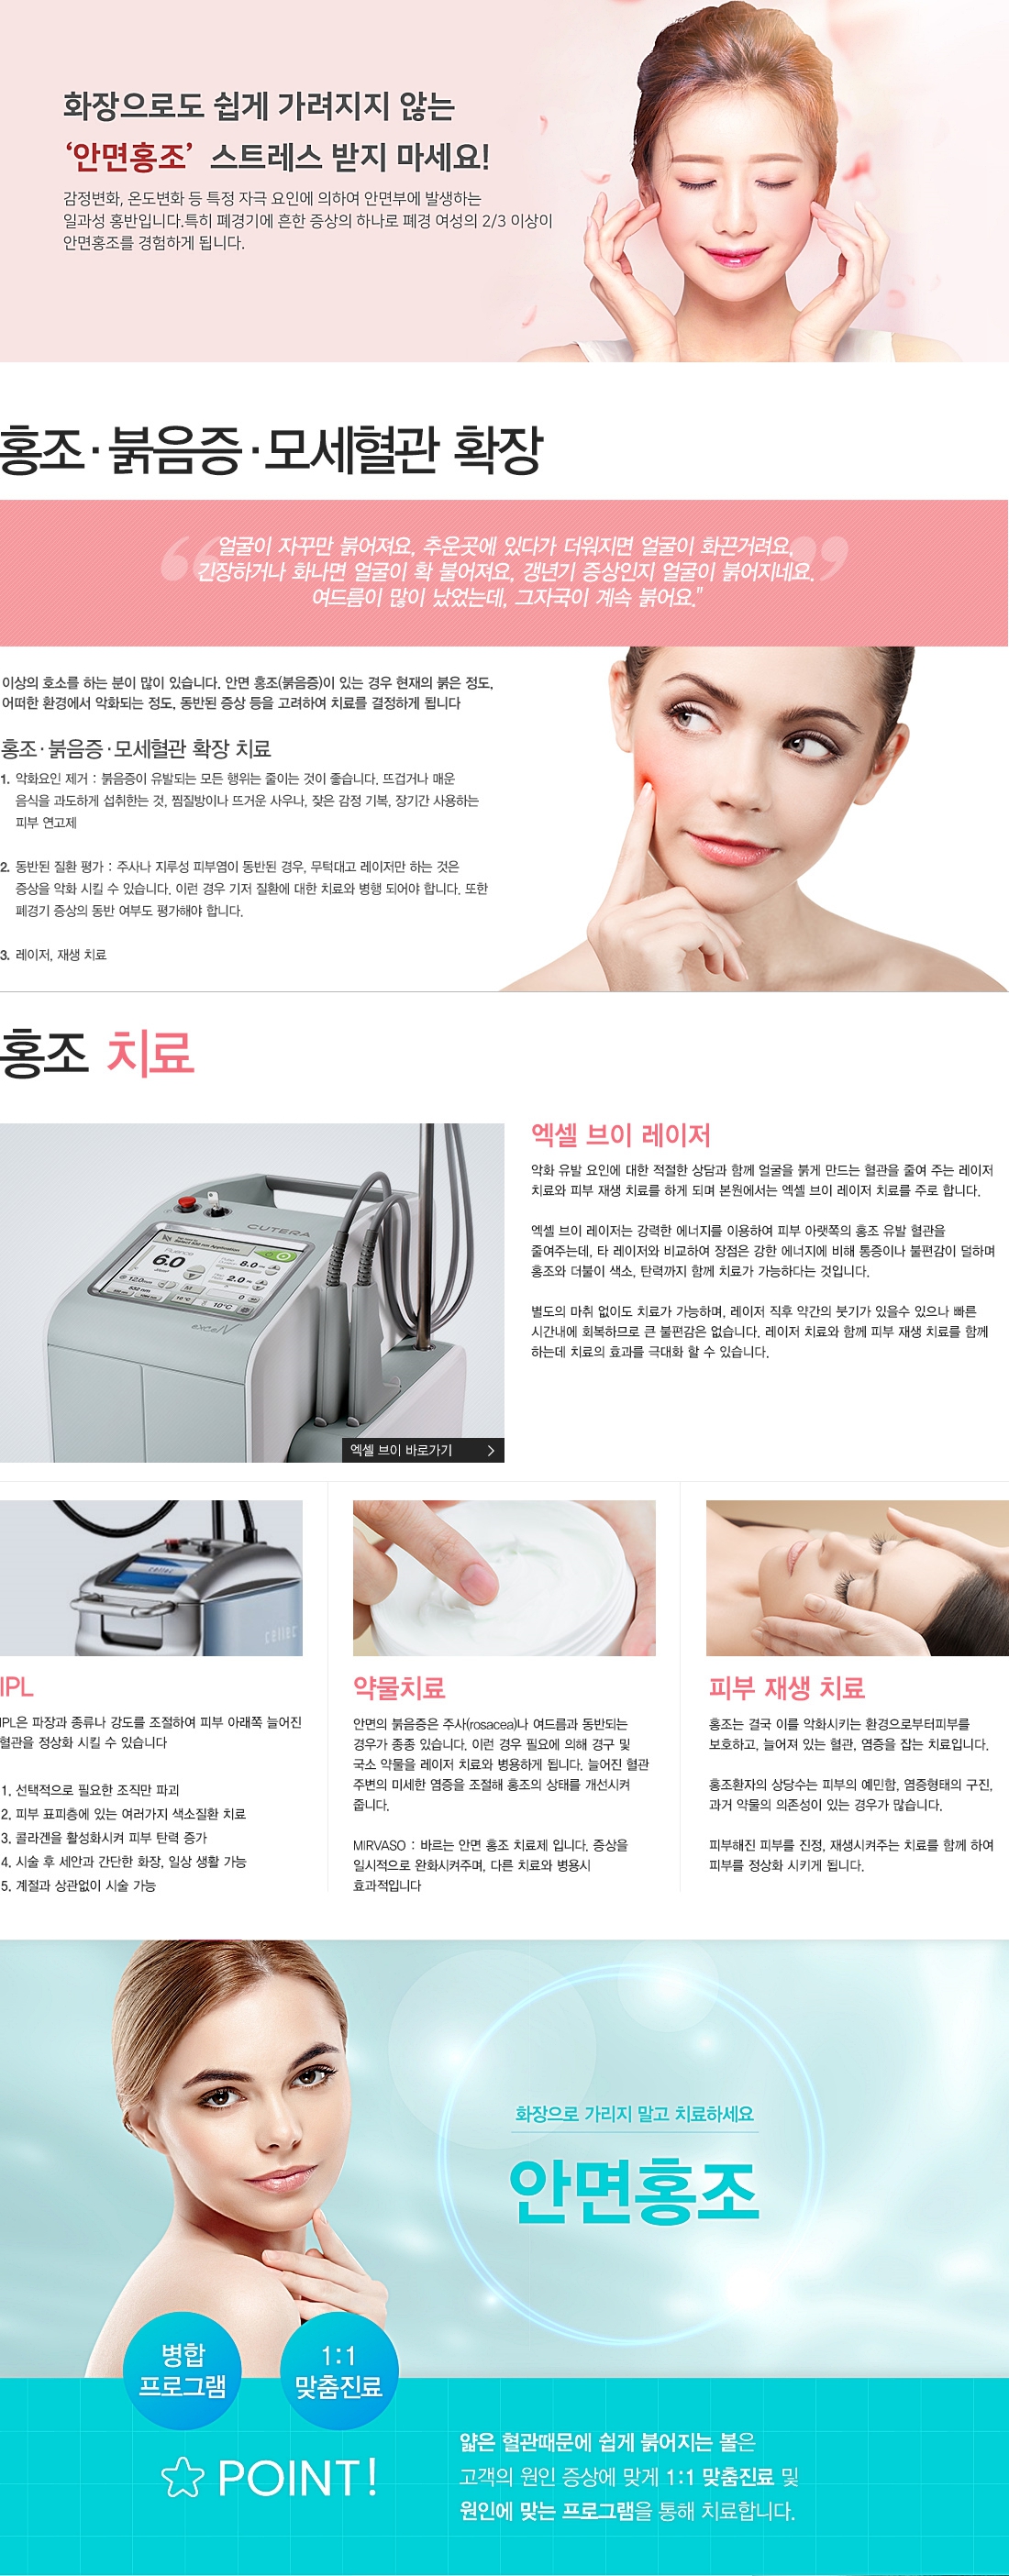 화장으로도 쉽게 가려지지 않는
‘안면홍조’ 스트레스 받지 마세요!
감정변화, 온도변화 등 특정 자극 요인에 의하여 안면부에 발생하는
일과성 홍반입니다.특히 폐경기에 흔한 증상의 하나로 폐경 여성의 2/3 이상이
안면홍조를 경험하게 됩니다.
홍조·붉음증·모세혈관 확장
“얼굴이 자꾸만 붉어져요, 추운곳에 있다가 더워지면 얼굴이 화끈거려요,”
긴장하거나 화나면 얼굴이 확 불어져요, 갱년기 증상인지 얼굴이 붉어지네요.
여드름이 많이 났었는데, 그자국이 계속 붉어요."
이상의 호소를 하는 분이 많이 있습니다. 안면 홍조(붉음증)이 있는 경우 현재의 붉은 정도,
어떠한 환경에서 악화되는 정도, 동반된 증상 등을 고려하여 치료를 결정하게 됩니다
홍조·붉음증·모세혈관 확장 치료
1. 악화요인 제거 : 붉음증이 유발되는 모든 행위는 줄이는 것이 좋습니다. 뜨겁거나 매운
음식을 과도하게 섭취한는 것, 찜질방이나 뜨거운 사우나, 잦은 감정 기복, 장기간 사용하는
피부 연고제
2. 동반된 질환 평가 : 주사나 지루성 피부염이 동반된 경우, 무턱대고 레이저만 하는 것은
증상을 악화 시킬 수 있습니다. 이런 경우 기저 질환에 대한 치료와 병행 되어야 합니다. 또한
폐경기 증상의 동반 여부도 평가해야 합니다.
3. 레이저, 재생 치료
홍조 치료
CUTERA
6.0
8.0
2.0
10°C
excel V
엑셀 브이 바로가기 >
엑셀 브이 레이저
악화 유발 요인에 대한 적절한 상담과 함께 얼굴을 붉게 만드는 혈관을 줄여 주는 레이저
치료와 피부 재생 치료를 하게 되며 본원에서는 엑셀 브이 레이저 치료를 주로 합니다.
엑셀 브이 레이저는 강력한 에너지를 이용하여 피부 아랫쪽의 홍조 유발 혈관을
줄여주는데, 타 레이저와 비교하여 장점은 강한 에너지에 비해 통증이나 불편감이 덜하며
홍조와 더불이 색소, 탄력까지 함께 치료가 가능하다는 것입니다.
별도의 마취 없이도 치료가 가능하며, 레이저 직후 약간의 붓기가 있을수 있으나 빠른
시간내에 회복하므로 큰 불편감은 없습니다. 레이저 치료와 함께 피부 재생 치료를 함께
하는데 치료의 효과를 극대화 할 수 있습니다.
cellec
IPL
IPL은 파장과 종류나 강도를 조절하여 피부 아래쪽 늘어진
혈관을 정상화 시킬 수 있습니다
1. 선택적으로 필요한 조직만 파괴
2. 피부 표피층에 있는 여러가지 색소질환 치료
3. 콜라겐을 활성화시켜 피부 탄력 증가
4. 시술 후 세안과 간단한 화장, 일상 생활 가능
5. 계절과 상관없이 시술 가능
약물치료
안면의 붉음증은 주사(rosacea)나 여드름과 동반되는
경우가 종종 있습니다. 이런 경우 필요에 의해 경구 및
국소 약물을 레이저 치료와 병용하게 됩니다. 늘어진 혈관
주변의 미세한 염증을 조절해 홍조의 상태를 개선시켜
줍니다.
MIRVASO : 바르는 안면 홍조 치료제 입니다. 증상을
일시적으로 완화시켜주며, 다른 치료와 병용시
효과적입니다
피부 재생 치료
홍조는 결국 이를 악화시키는 환경으로부터피부를
보호하고, 늘어져 있는 혈관, 염증을 잡는 치료입니다.
홍조환자의 상당수는 피부의 예민함, 염증형태의 구진,
과거 약물의 의존성이 있는 경우가 많습니다.
피부해진 피부를 진정, 재생시켜주는 치료를 함께 하여
피부를 정상화 시키게 됩니다.
화장으로 가리지 말고 치료하세요
안면홍조
병합
프로그램
1:1
맞춤진료
POINT!
얇은 혈관때문에 쉽게 붉어지는 볼은
고객의 원인 증상에 맞게 1:1 맞춤진료 및
원인에 맞는 프로그램을 통해 치료합니다.